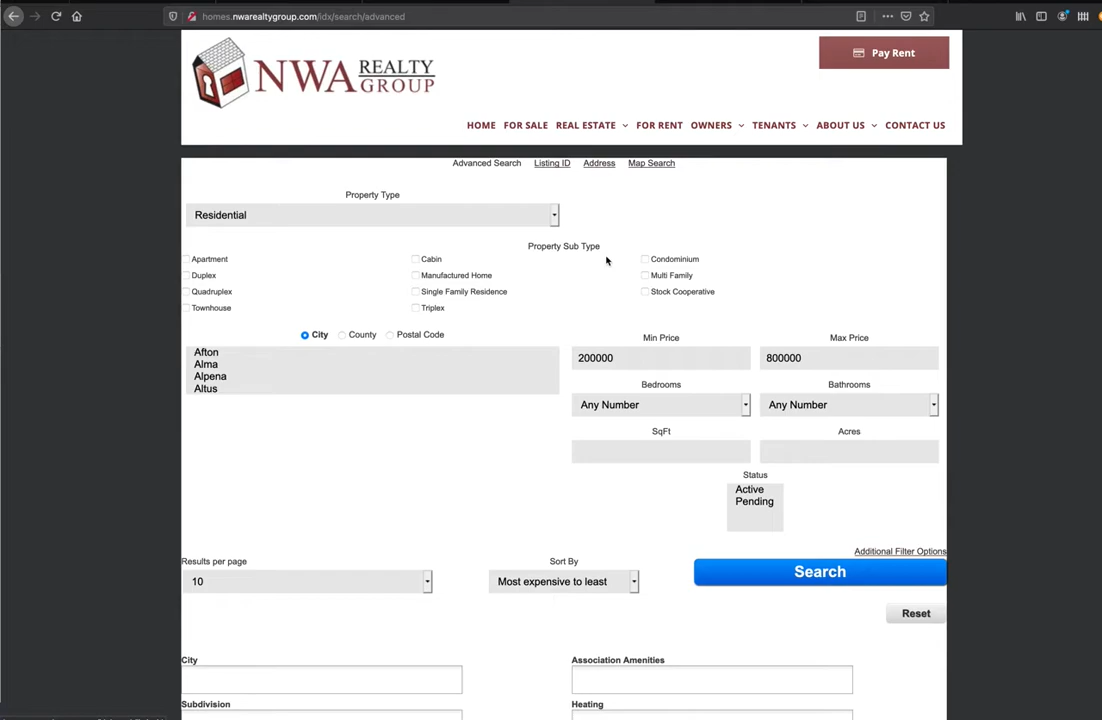 homes.nwarealtygroup.com/idx/search/advanced
NWA REALTY GROUP
Pay Rent
HOME FOR SALE REAL ESTATE FOR RENT OWNERS TENANTS ABOUT US CONTACT US
Advanced Search Listing ID Address Map Search
Property Type
Residential
Property Sub Type
Apartment Cabin Condominium
Duplex Manufactured Home Multi Family
Quadruplex Single Family Residence Stock Cooperative
Townhouse Triplex
City County Postal Code
Afton
Alma
Alpena
Altus
Min Price Max Price
200000 800000
Bedrooms Bathrooms
Any Number Any Number
SqFt Acres
Status
Active
Pending
Additional Filter Options
Results per page Sort By
10 Most expensive to least Search
Reset
City Association Amenities
Subdivision Heating